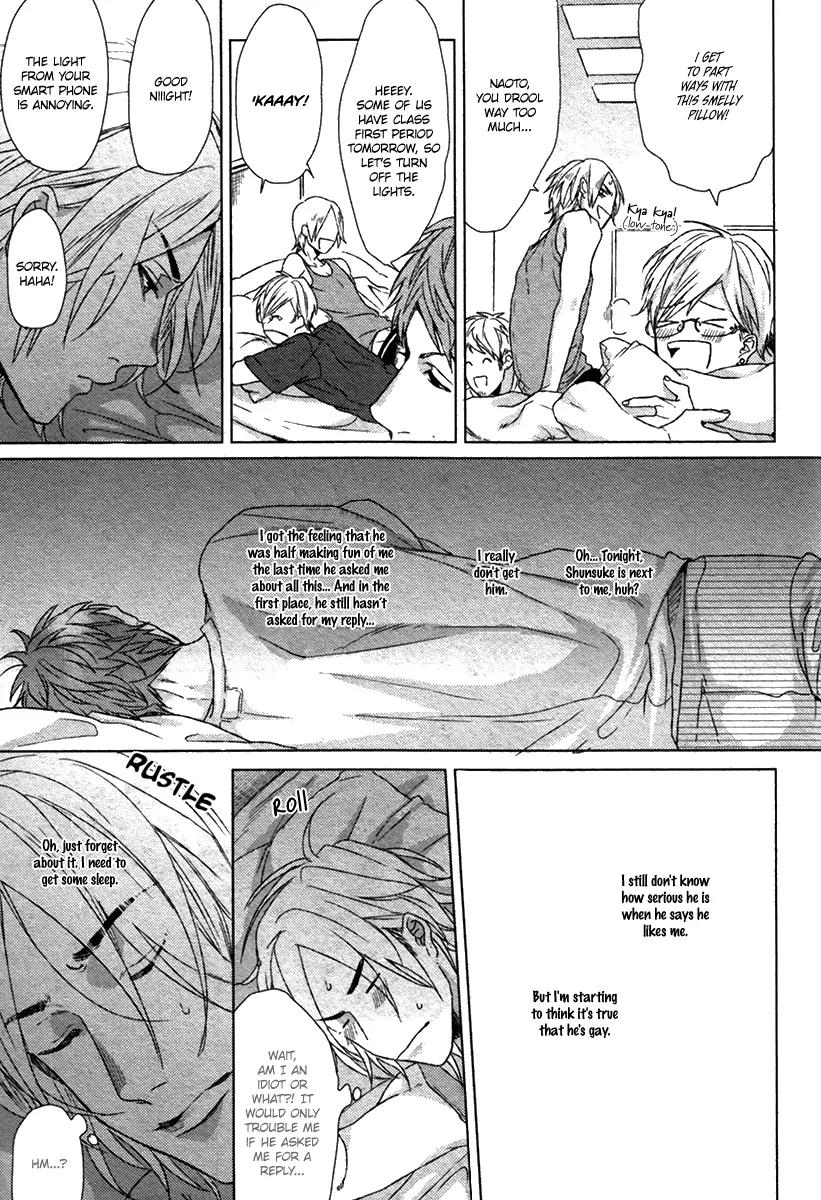 I GET
TO PART
WAYS WITH
THIS SMELLY
PILLOW!
Kya kya!
(low-tone)
NAOTO,
YOU DROOL
WAY TOO
MUCH...
HEEEY.
SOME OF US
HAVE CLASS
FIRST PERIOD
TOMORROW, SO
LET'S TURN
OFF THE
LIGHTS.
'KAAAY!
GOOD
NIIIGHT!
THE LIGHT
FROM YOUR
SMART PHONE
IS ANNOYING.
SORRY.
HAHA!
Oh... Tonight,
Shunsuke is next
to me, huh?
I really
don't get
him.
I got the feeling that he
was half making fun of me
the last time he asked me
about all this... And in the
first place, he still hasn't
asked for my reply...
I still don't know
how serious he is
when he says he
likes me.
But I'm starting
to think it's true
that he's gay.
Roll
WAIT,
AM I AN
IDIOT OR
WHAT?! IT
WOULD ONLY
TROUBLE ME
IF HE ASKED
ME FOR A
REPLY...
RUSTLE
Oh, just forget
about it. I need to
get some sleep.
HM...?